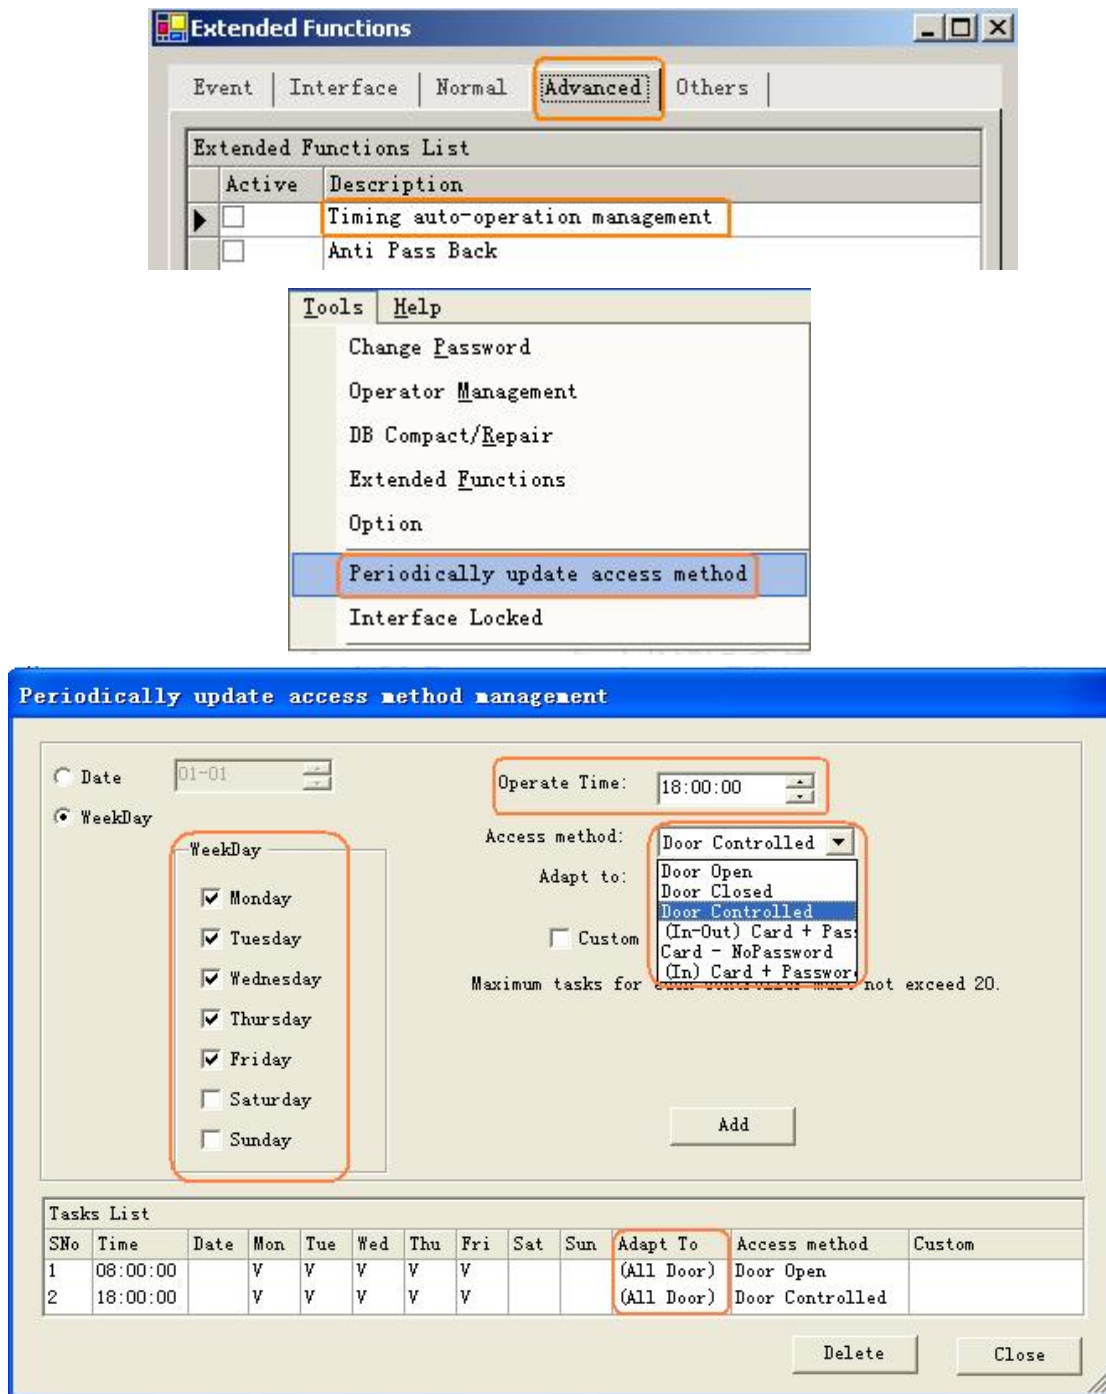 Extended Functions
Event Interface Normal Advanced Others
Extended Functions List
Active Description
Timing auto-operation management
Anti Pass Back
Tools Help
Change Password
Operator Management
DB Compact/Repair
Extended Functions
Option
Periodically update access method
Interface Locked
Periodically update access method management
Date 01-01
Operate Time: 18:00:00
WeekDay
Access method: Door Controlled
WeekDay
Adapt to: Door Open
Door Closed
Monday
Door Controlled
Tuesday
Custom (In-Out) Card + Pas
Card - NoPassword
Wednesday
(In) Card + Passwor
Maximum tasks for must not exceed 20.
Thursday
Friday
Saturday
Add
Sunday
Tasks List
SNo Time Date Mon Tue Wed Thu Fri Sat Sun Adapt To Access method Custom
1 08:00:00 V V V V V (All Door) Door Open
2 18:00:00 V V V V V (All Door) Door Controlled
Delete Close